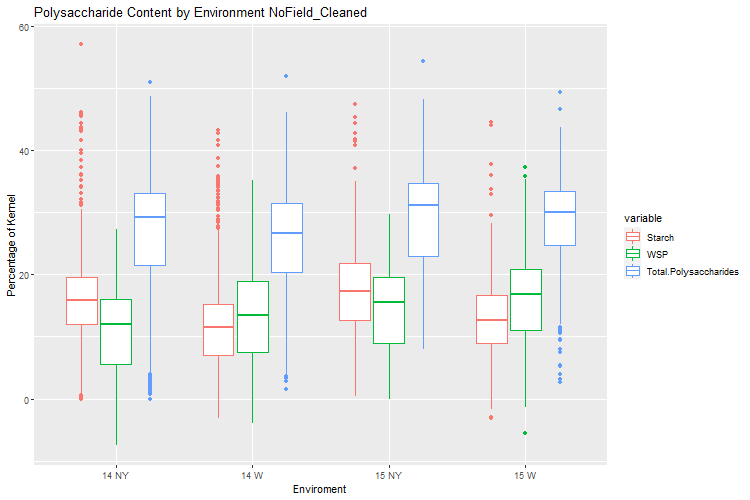 Polysaccharide Content by Environment NoField_Cleaned
60
40
20
0
Percentage of Kernel
14 NY
14 W
15 NY
15 W
Enviroment
variable
Starch
WSP
Total.Polysaccharides